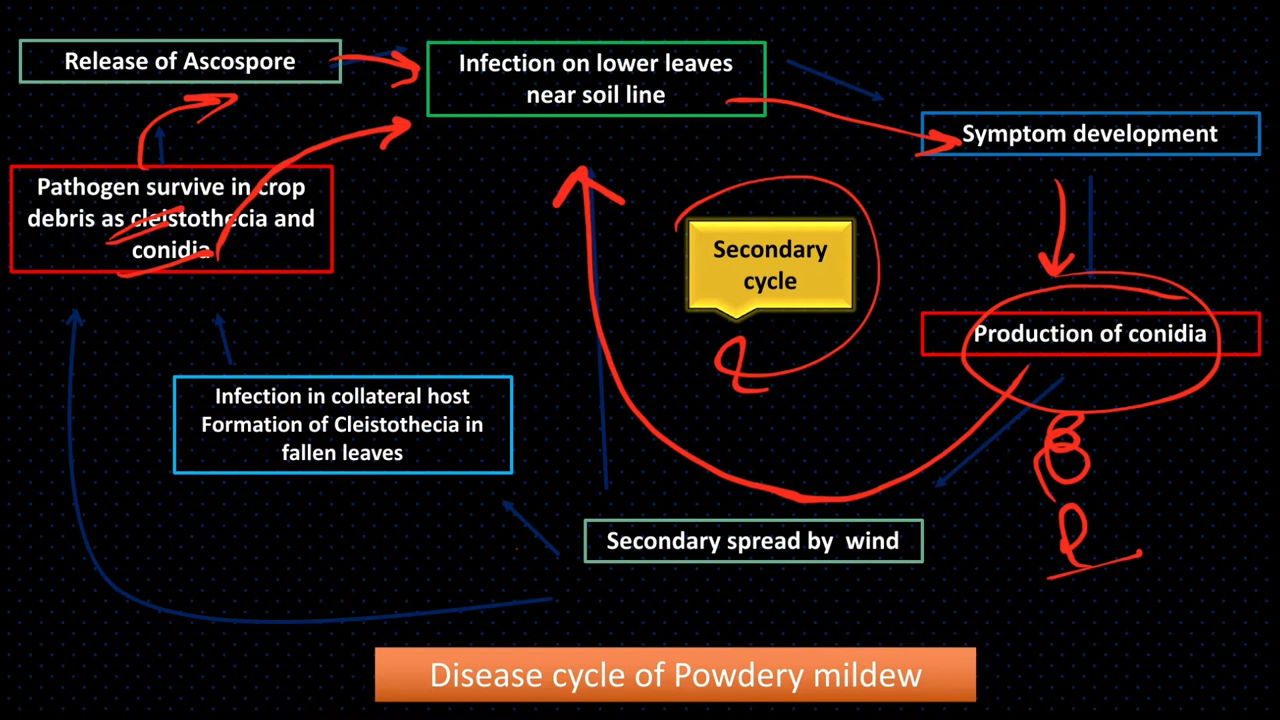 Release of Ascospore
Infection on lower leaves
near soil line
Symptom development
Pathogen survive in crop
debris as cleistothecia and
conidia
Secondary
cycle
Production of conidia
Infection in collateral host
Formation of Cleistothecia in
fallen leaves
Secondary spread by wind
Disease cycle of Powdery mildew